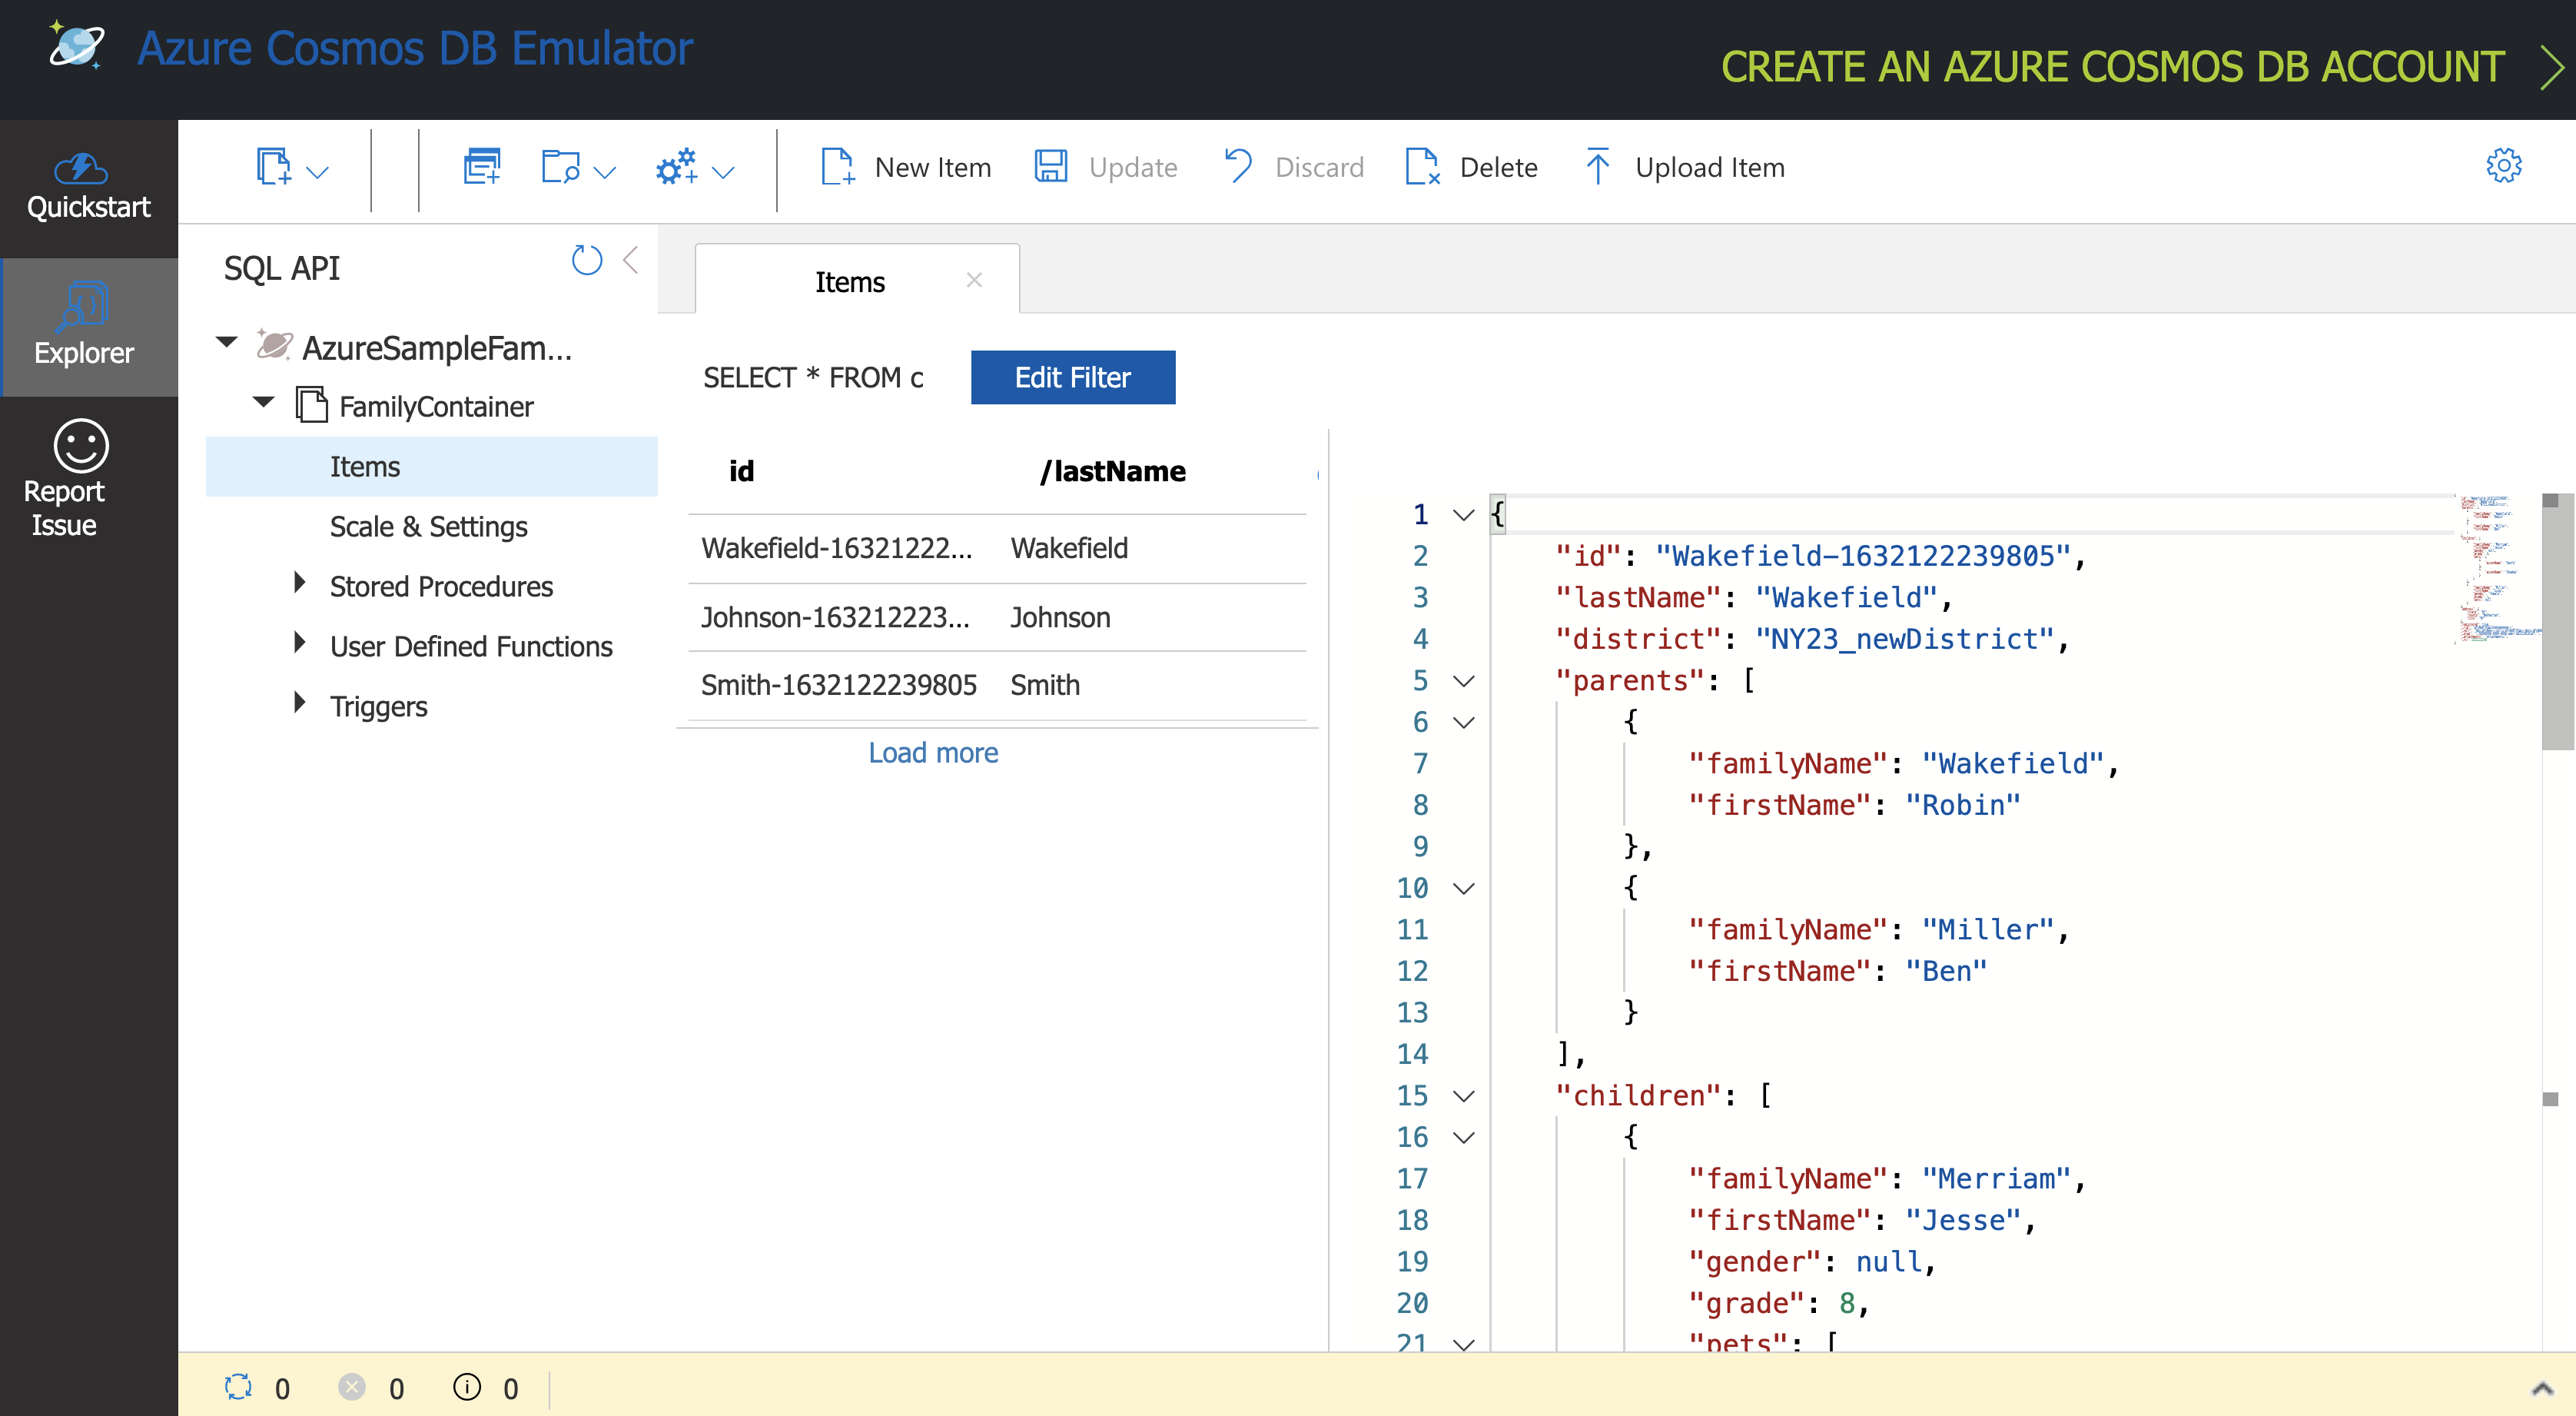 Azure Cosmos DB Emulator
CREATE AN AZURE COSMOS DB ACCOUNT
Quickstart
Explorer
Report
Issue
New Item
Update
Discard
Delete
Upload Item
SQL API
AzureSampleFam...
FamilyContainer
Items
Scale & Settings
Stored Procedures
User Defined Functions
Triggers
Items
SELECT * FROM c
Edit Filter
id /lastName
Wakefield-16321222... Wakefield
Johnson-163212223... Johnson
Smith-1632122239805 Smith
Load more
1 {
2 "id": "Wakefield-1632122239805",
3 "lastName": "Wakefield",
4 "district": "NY23_newDistrict",
5 "parents": [
6 {
7 "familyName": "Wakefield",
8 "firstName": "Robin"
9 },
10 {
11 "familyName": "Miller",
12 "firstName": "Ben"
13 }
14 ],
15 "children": [
16 {
17 "familyName": "Merriam",
18 "firstName": "Jesse",
19 "gender": null,
20 "grade": 8,
21 "pets": [
0 0 0